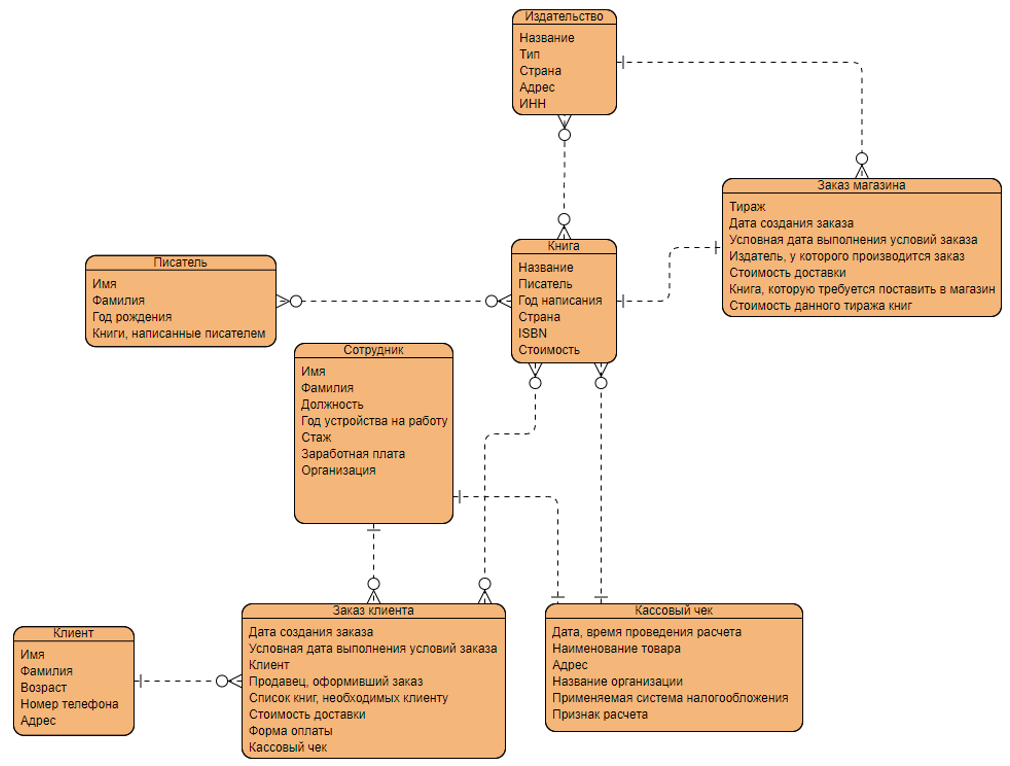 Издательство
Название
Тип
Страна
Адрес
ИНН
Заказ магазина
Тираж
Дата создания заказа
Условная дата выполнения условий заказа
Издатель, у которого производится заказ
Стоимость доставки
Книга, которую требуется поставить в магазин
Стоимость данного тиража книг
Книга
Название
Писатель
Год написания
Страна
ISBN
Стоимость
Писатель
Имя
Фамилия
Год рождения
Книги, написанные писателем
Сотрудник
Имя
Фамилия
Должность
Год устройства на работу
Стаж
Заработная плата
Организация
Заказ клиента
Дата создания заказа
Условная дата выполнения условий заказа
Клиент
Продавец, оформивший заказ
Список книг, необходимых клиенту
Стоимость доставки
Форма оплаты
Кассовый чек
Кассовый чек
Дата, время проведения расчета
Наименование товара
Адрес
Название организации
Применяемая система налогообложения
Признак расчета
Клиент
Имя
Фамилия
Возраст
Номер телефона
Адрес